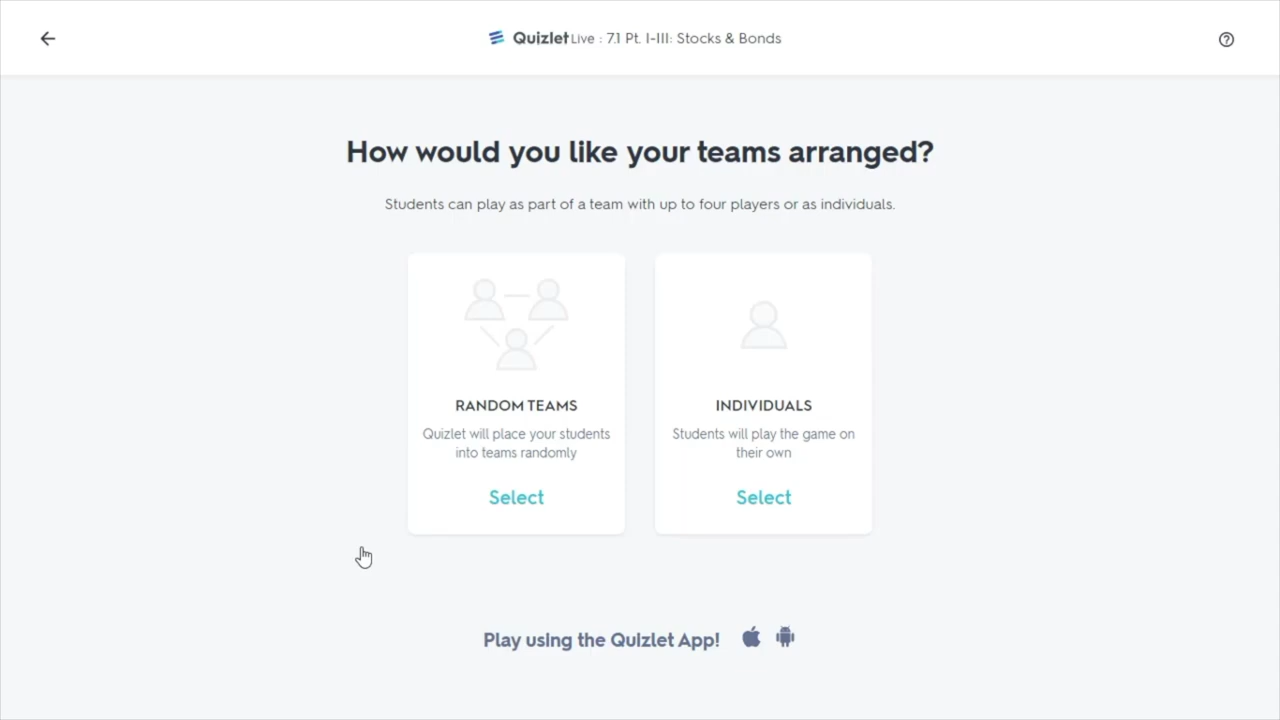 Quizlet Live : 7.1 Pt. I-III: Stocks & Bonds
How would you like your teams arranged?
Students can play as part of a team with up to four players or as individuals.
RANDOM TEAMS
Quizlet will place your students
into teams randomly
Select
INDIVIDUALS
Students will play the game on
their own
Select
Play using the Quizlet App!